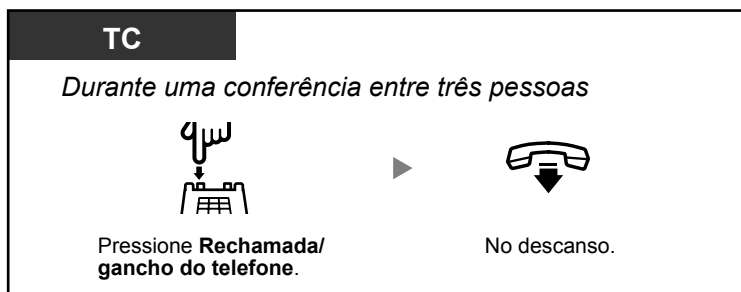 TC
Durante uma conferência entre três pessoas
Pressione Rechamada/
gancho do telefone.
No descanso.